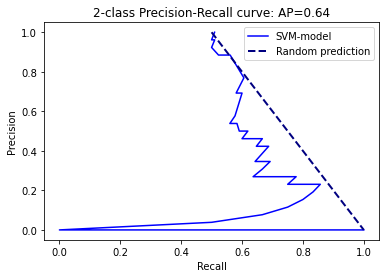 2-class Precision-Recall curve: AP=0.64
SVM-model
Random prediction
Precision
1.0
0.8
0.6
0.4
0.2
0.0
0.0 0.2 0.4 0.6 0.8 1.0
Recall